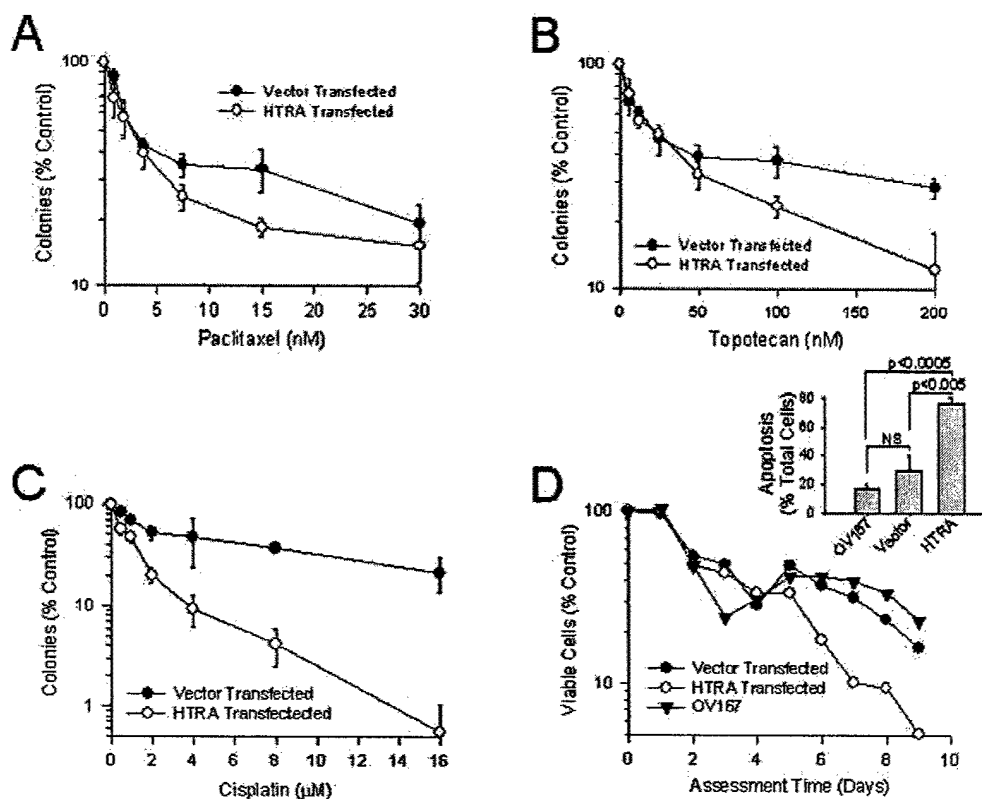 A
Colonies (% Control)
100
10
Vector Transfected
HTRA Transfected
0 5 10 15 20 25 30
Paclitaxel (nM)
B
Colonies (% Control)
100
10
Vector Transfected
HTRA Transfected
0 50 100 150 200
Topotecan (nM)
C
Colonies (% Control)
100
10
1
Vector Transfected
HTRA Transfectected
0 2 4 6 8 10 12 14 16
Cisplatin (µM)
D
Apoptosis
(% Total Cells)
80
60
40
20
0
p<0.0005
p<0.005
NS
OV167
Vector
HTRA
Viable Cells (% Control)
100
10
Vector Transfected
HTRA Transfected
OV167
0 2 4 6 8 10
Assessment Time (Days)